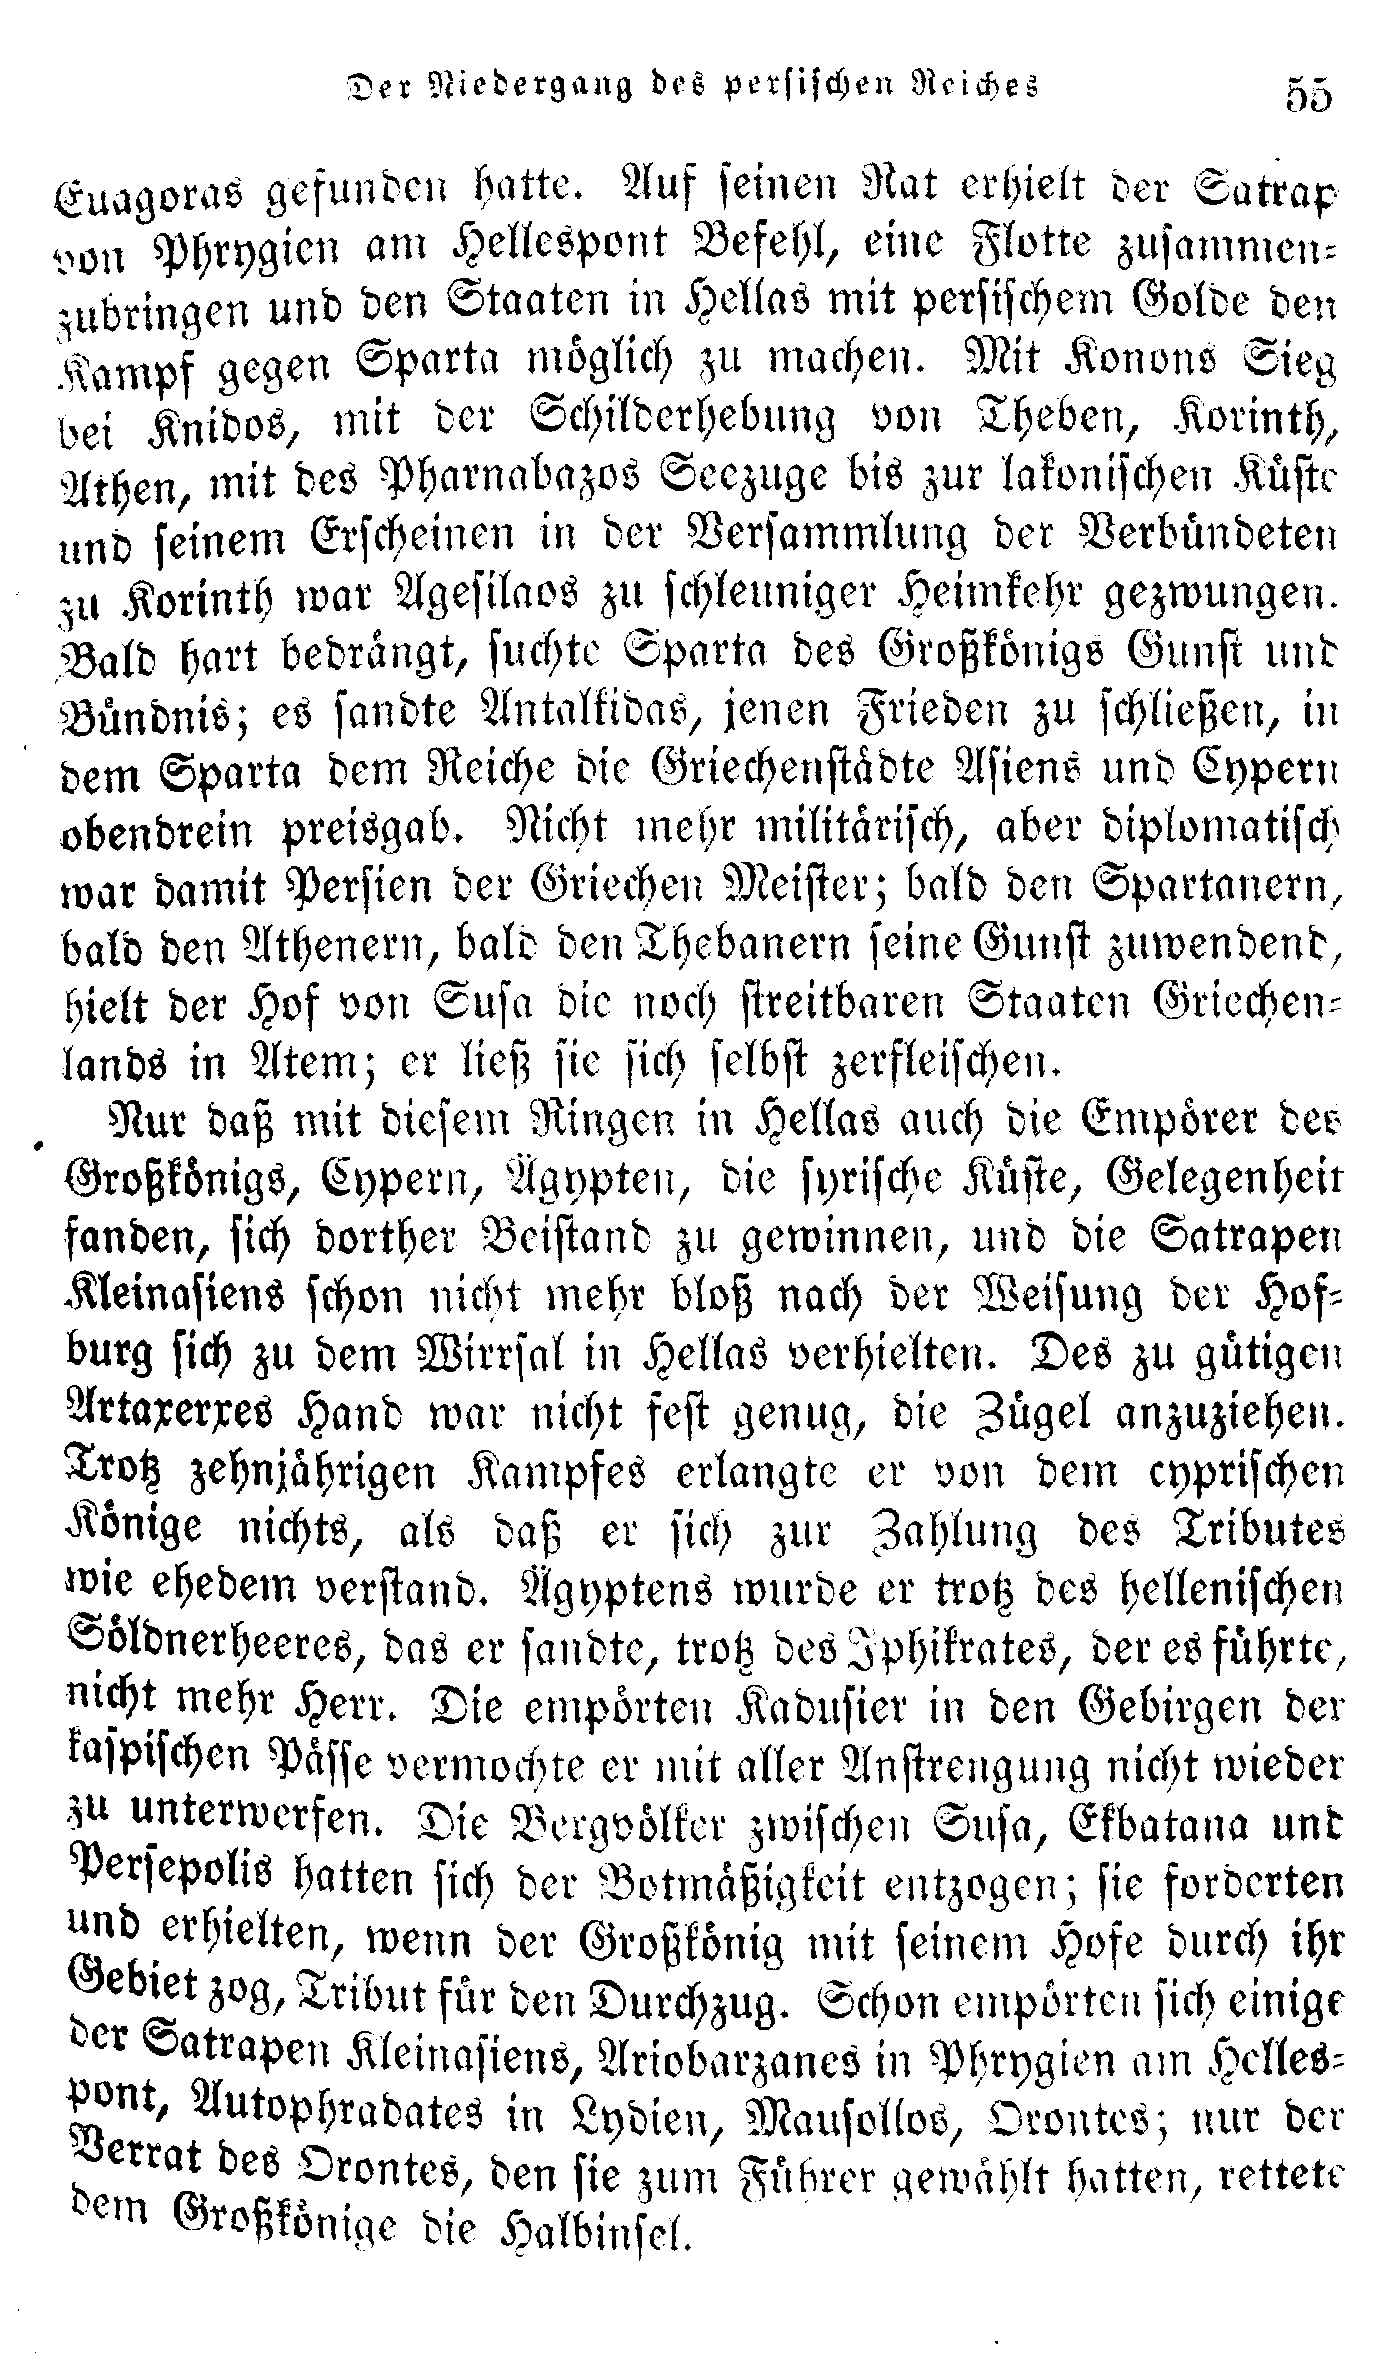 Der Niedergang des persischen Reiches 55
Euagoras gefunden hatte. Auf seinen Rat erhielt der Satrap
von Phrygien am Hellespont Befehl, eine Flotte zusammen-
zubringen und den Staaten in Hellas mit persischem Golde den
Kampf gegen Sparta möglich zu machen. Mit Konons Sieg
bei Knidos, mit der Schilderhebung von Theben, Korinth,
Athen, mit des Pharnabazos Seezuge bis zur lakonischen Küste
und seinem Erscheinen in der Versammlung der Verbündeten
zu Korinth war Agesilaos zu schleuniger Heimkehr gezwungen.
Bald hart bedrängt, suchte Sparta des Großkönigs Gunst und
Bündnis; es sandte Antalkidas, jenen Frieden zu schließen, in
dem Sparta dem Reiche die Griechenstädte Asiens und Cypern
obendrein preisgab. Nicht mehr militärisch, aber diplomatisch
war damit Persien der Griechen Meister; bald den Spartanern,
bald den Athenern, bald den Thebanern seine Gunst zuwendend,
hielt der Hof von Susa die noch streitbaren Staaten Griechen-
lands in Atem; er ließ sie sich selbst zerfleischen.
Nur daß mit diesem Ringen in Hellas auch die Empörer des
Großkönigs, Cypern, Ägypten, die syrische Küste, Gelegenheit
fanden, sich dorther Beistand zu gewinnen, und die Satrapen
Kleinasiens schon nicht mehr bloß nach der Weisung der Hof-
burg sich zu dem Wirrsal in Hellas verhielten. Des zu gütigen
Artaxerxes Hand war nicht fest genug, die Zügel anzuziehen.
Trotz zehnjährigen Kampfes erlangte er von dem cyprischen
Könige nichts, als daß er sich zur Zahlung des Tributes
wie ehedem verstand. Ägyptens wurde er trotz des hellenischen
Söldnerheeres, das er sandte, trotz des Iphikrates, der es führte,
nicht mehr Herr. Die empörten Kadusier in den Gebirgen der
kaspischen Pässe vermochte er mit aller Anstrengung nicht wieder
zu unterwerfen. Die Bergvölker zwischen Susa, Ekbatana und
Persepolis hatten sich der Botmäßigkeit entzogen; sie forderten
und erhielten, wenn der Großkönig mit seinem Hofe durch ihr
Gebiet zog, Tribut für den Durchzug. Schon empörten sich einige
der Satrapen Kleinasiens, Ariobarzanes in Phrygien am Helles-
pont, Autophradates in Lydien, Mausollos, Orontes; nur der
Verrat des Orontes, den sie zum Führer gewählt hatten, rettete
dem Großkönige die Halbinsel.